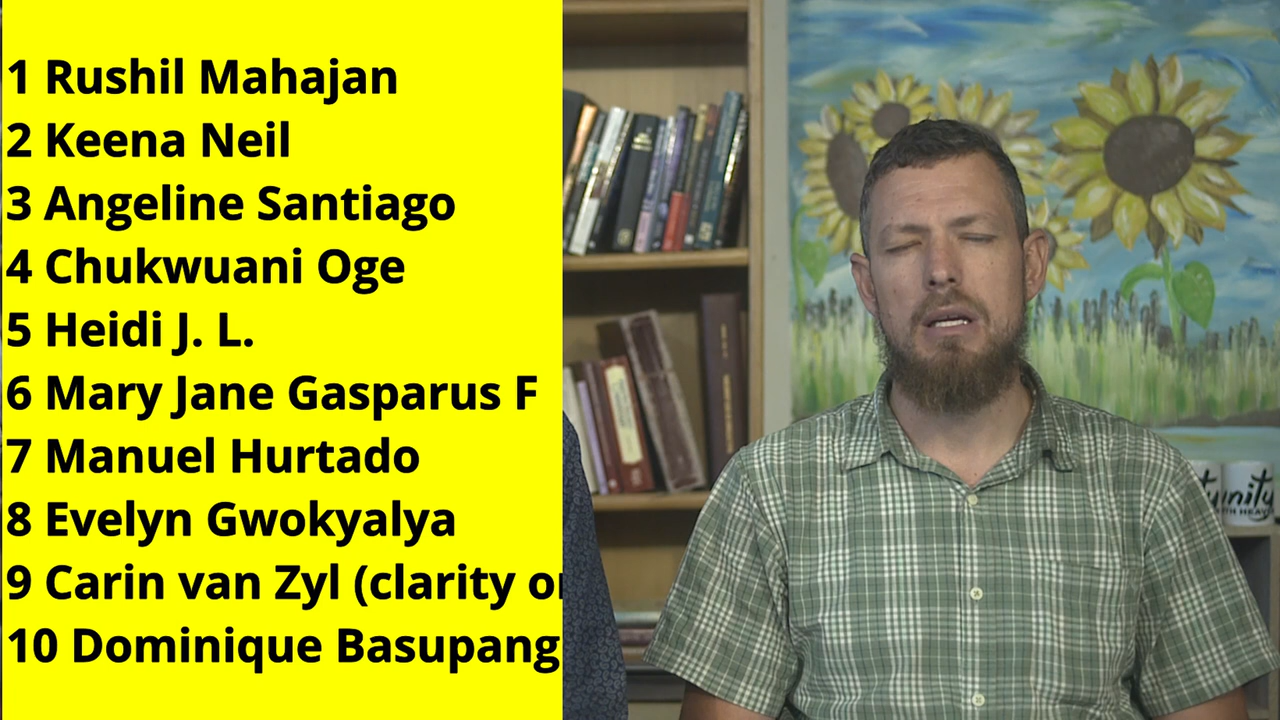 1 Rushil Mahajan
2 Keena Neil
3 Angeline Santiago
4 Chukwuani Oge
5 Heidi J. L.
6 Mary Jane Gasparus F
7 Manuel Hurtado
8 Evelyn Gwokyalya
9 Carin van Zyl (clarity
10 Dominique Basupang